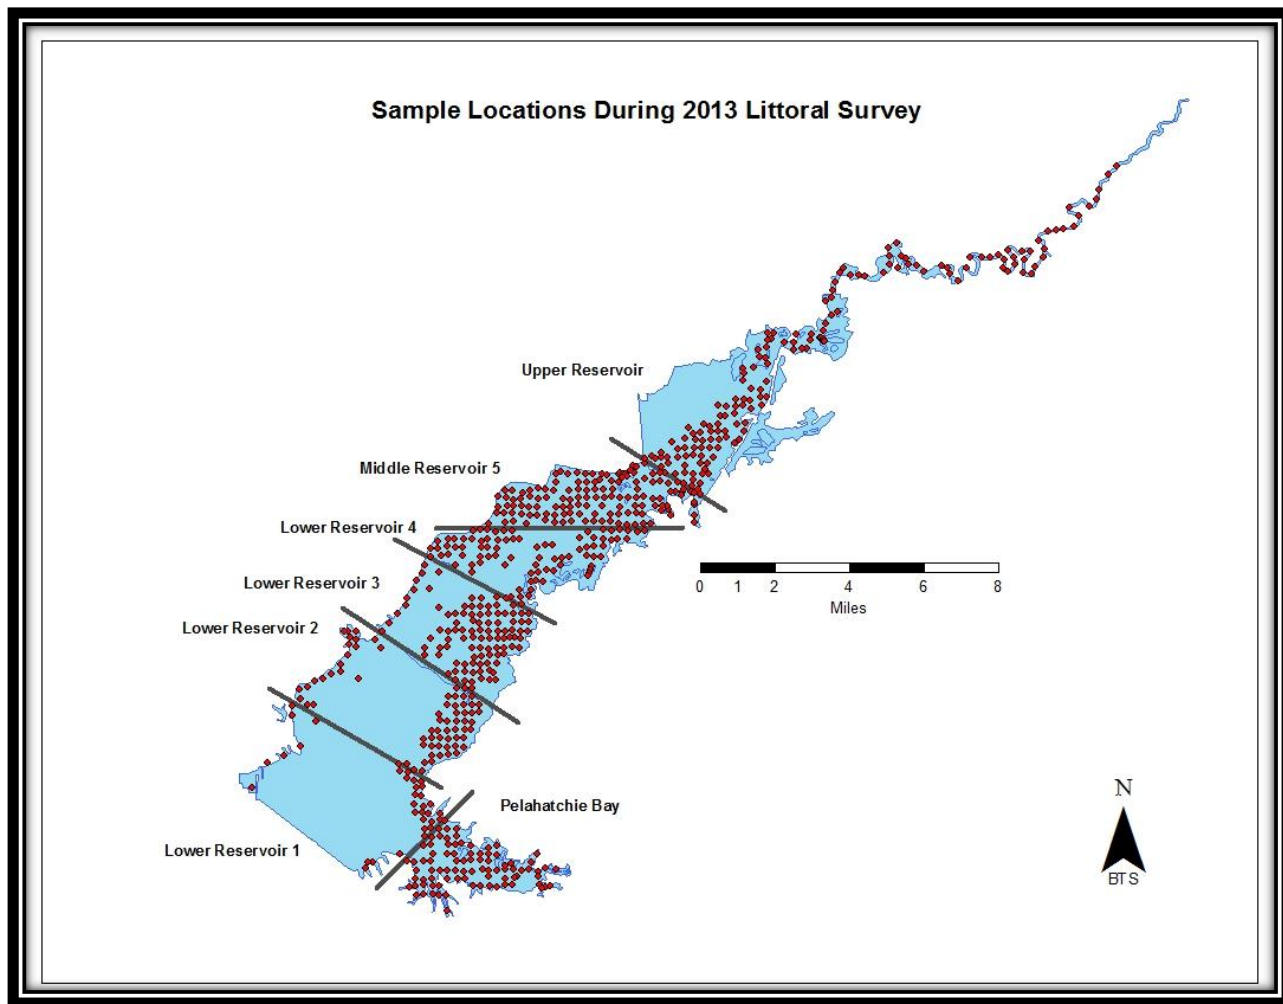 Sample Locations During 2013 Littoral Survey
Upper Reservoir
Middle Reservoir 5
Lower Reservoir 4
Lower Reservoir 3
Lower Reservoir 2
0 1 2 4 6 8
Miles
Pelahatchie Bay
Lower Reservoir 1
N
BTS